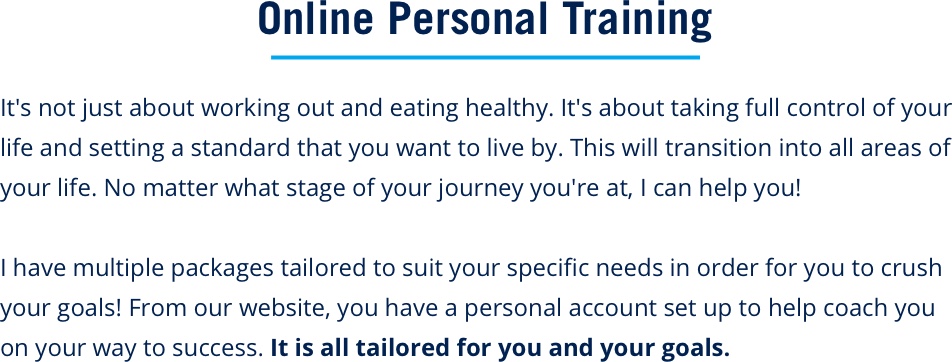 Online Personal Training
It's not just about working out and eating healthy. It's about taking full control of your
life and setting a standard that you want to live by. This will transition into all areas of
your life. No matter what stage of your journey you're at, I can help you!
I have multiple packages tailored to suit your specific needs in order for you to crush
your goals! From our website, you have a personal account set up to help coach you
on your way to success. It is all tailored for you and your goals.